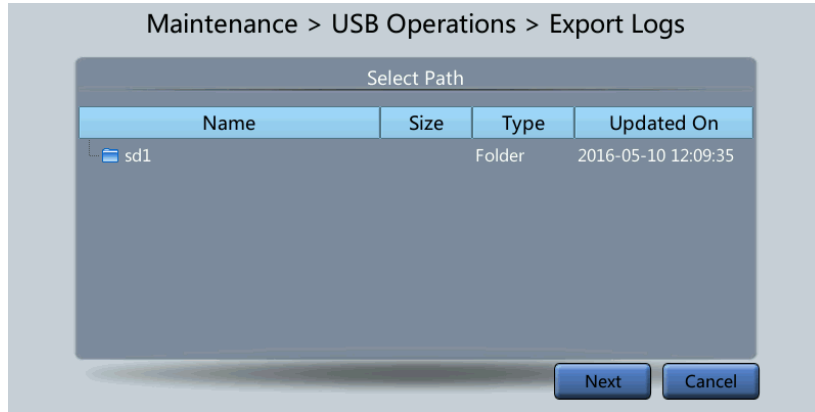 Maintenance > USB Operations > Export Logs
Select Path
Name Size Type Updated On
sd1 Folder 2016-05-10 12:09:35
Next Cancel